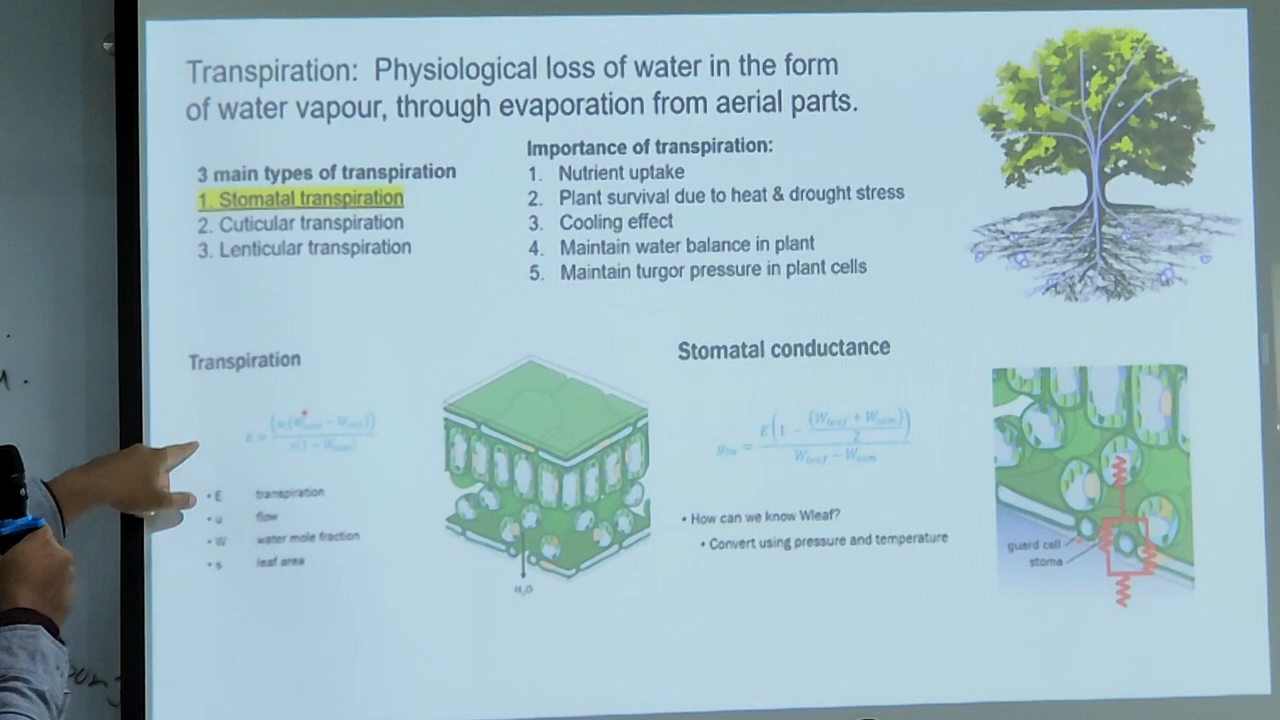 Transpiration: Physiological loss of water in the form
of water vapour, through evaporation from aerial parts.
3 main types of transpiration
1. Stomatal transpiration
2. Cuticular transpiration
3. Lenticular transpiration
Importance of transpiration:
1. Nutrient uptake
2. Plant survival due to heat & drought stress
3. Cooling effect
4. Maintain water balance in plant
5. Maintain turgor pressure in plant cells
Transpiration
• E transpiration
• u flow
• W water mole fraction
• s leaf area
H₂O
Stomatal conductance
• How can we know Wleaf?
• Convert using pressure and temperature
guard cell
stoma